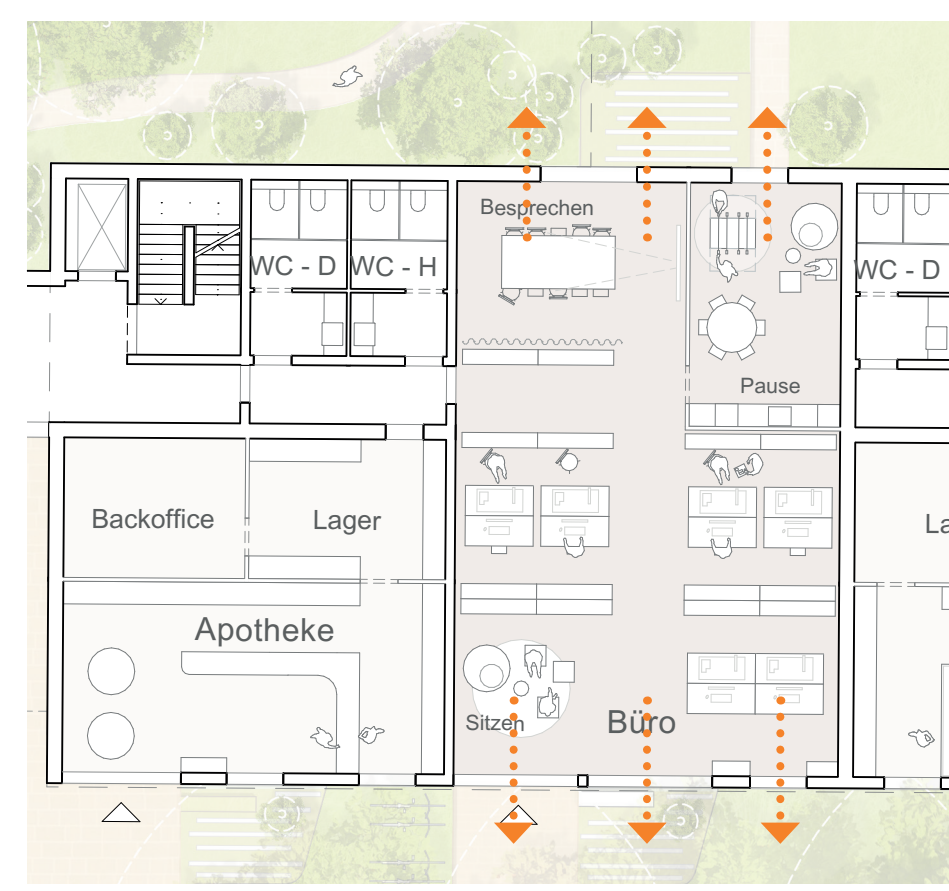 Besprechen
WC - D
WC - H
WC - D
Pause
Backoffice
Lager
La
Apotheke
Sitzen
Büro